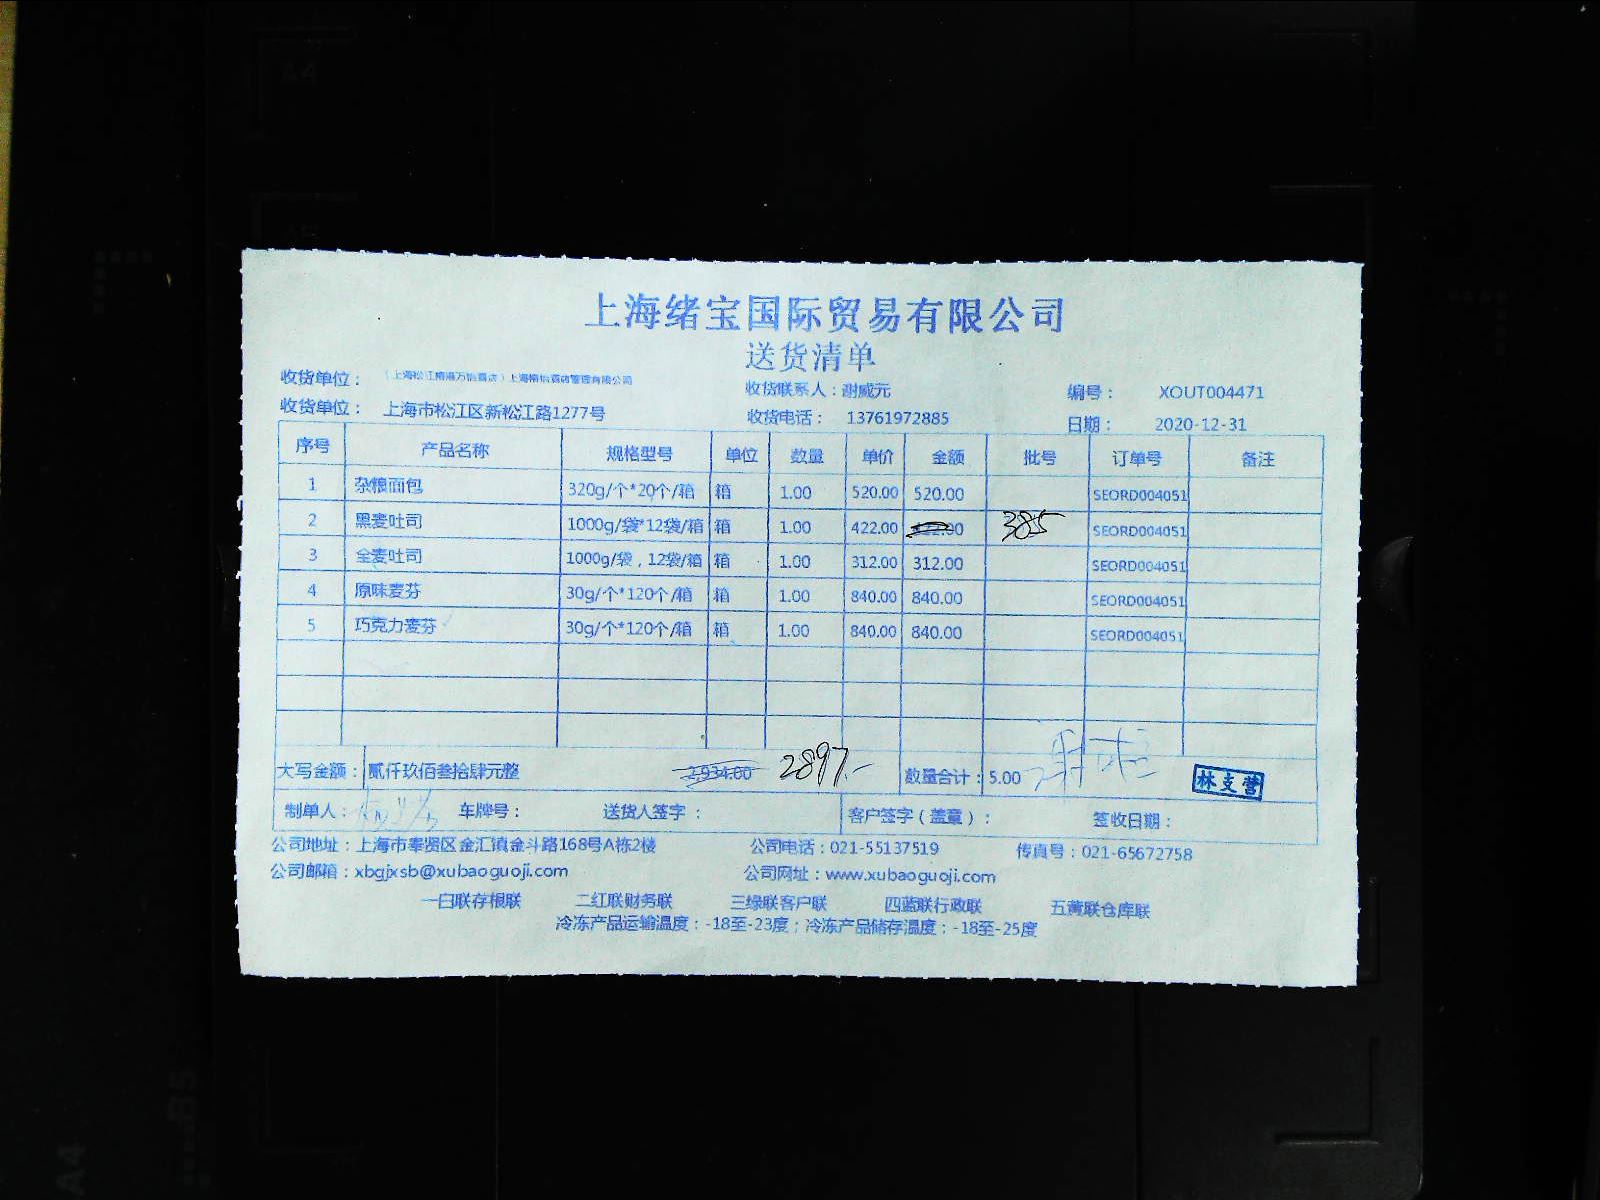 上海绪宝国际贸易有限公司
送货清单
收货单位： 收货联系人：谢威元 编号： XOUT004471
收货单位： 上海市松江区新松江路1277号 收货电话： 13761972885 日期： 2020-12-31
序号 产品名称 规格型号 单位 数量 单价 金额 批号 订单号 备注
1 杂粮面包 320g/个*20个/箱 箱 1.00 520.00 520.00 SEORD004051
2 黑麦吐司 1000g/袋*12袋/箱 箱 1.00 422.00 385 SEORD004051
3 全麦吐司 1000g/袋，12袋/箱 箱 1.00 312.00 312.00 SEORD004051
4 原味麦芬 30g/个*120个/箱 箱 1.00 840.00 840.00 SEORD004051
5 巧克力麦芬 30g/个*120个/箱 箱 1.00 840.00 840.00 SEORD004051
大写金额： 贰仟玖佰叁拾肆元整 2,934.00 2897.- 数量合计： 5.00 林支营
制单人： 车牌号： 送货人签字： 客户签字（盖章）： 签收日期：
公司地址：上海市奉贤区金汇镇金斗路168号A栋2楼 公司电话：021-55137519 传真号：021-65672758
公司邮箱：xbgjxsb@xubaoguoji.com 公司网址：www.xubaoguoji.com
一白联存根联 二红联财务联 三绿联客户联 四蓝联行政联 五黄联仓库联
冷冻产品运输温度：-18至-23度；冷冻产品储存温度：-18至-25度